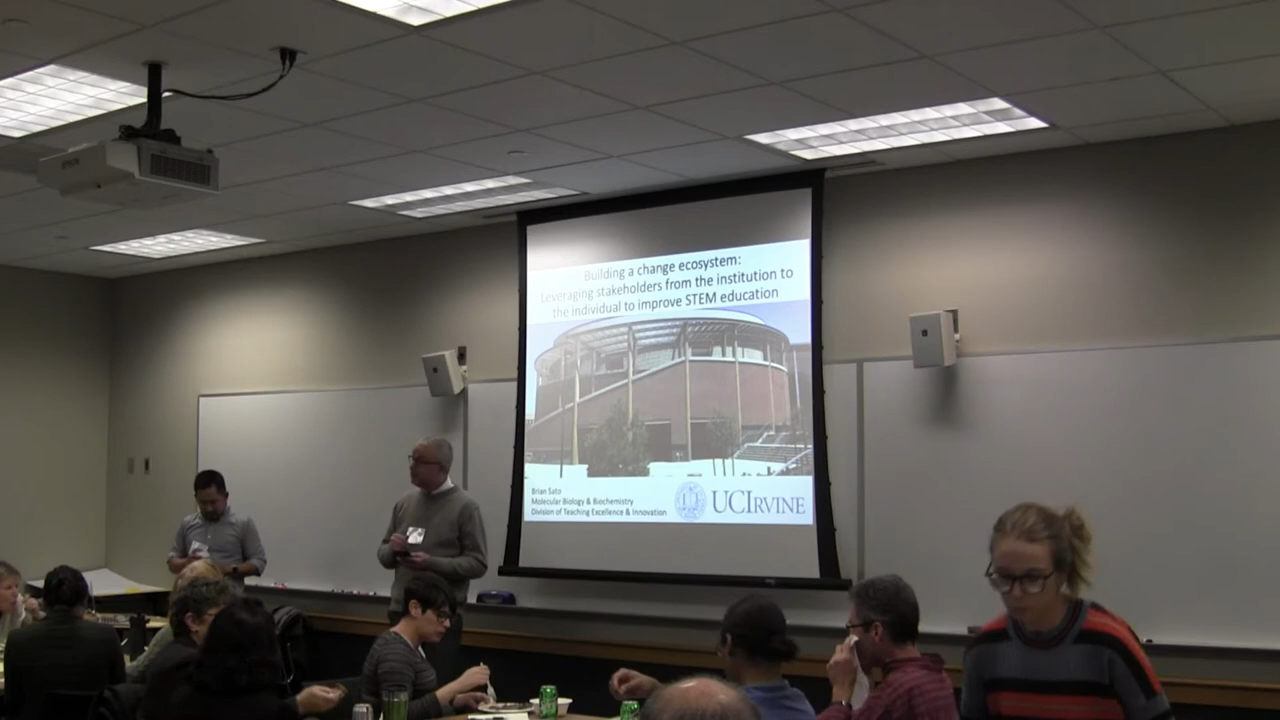 EPSON
Building a change ecosystem:
Leveraging stakeholders from the institution to
the individual to improve STEM education
Brian Sato
Molecular Biology & Biochemistry
Division of Teaching Excellence & Innovation
UCIRVINE